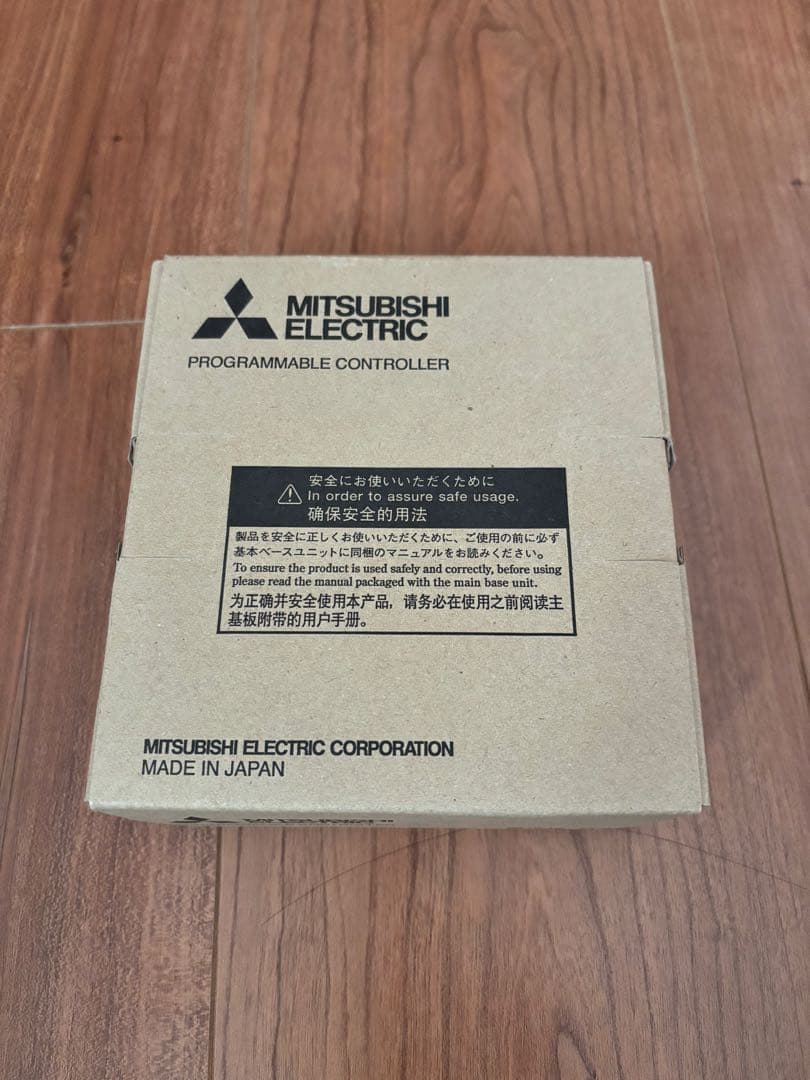 MITSUBISHI
ELECTRIC
PROGRAMMABLE CONTROLLER
安全にお使いいただくために
In order to assure safe usage.
确保安全的用法
製品を安全に正しくお使いいただくために、ご使用の前に必ず
基本ベースユニットに同梱のマニュアルをお読みください。
To ensure the product is used safely and correctly, before using
please read the manual packaged with the main base unit.
为正确并安全使用本产品，请务必在使用之前阅读主
基板附带的用户手册。
MITSUBISHI ELECTRIC CORPORATION
MADE IN JAPAN